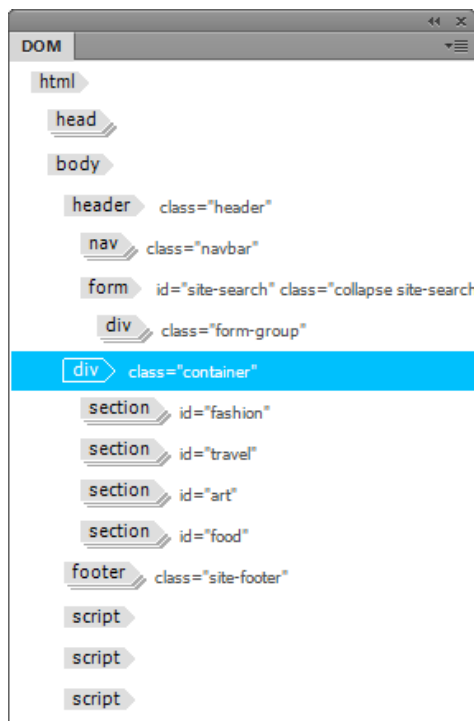 DOM
html
head
body
header class="header"
nav class="navbar"
form id="site-search" class="collapse site-search
div class="form-group"
div class="container"
section id="fashion"
section id="travel"
section id="art"
section id="food"
footer class="site-footer"
script
script
script